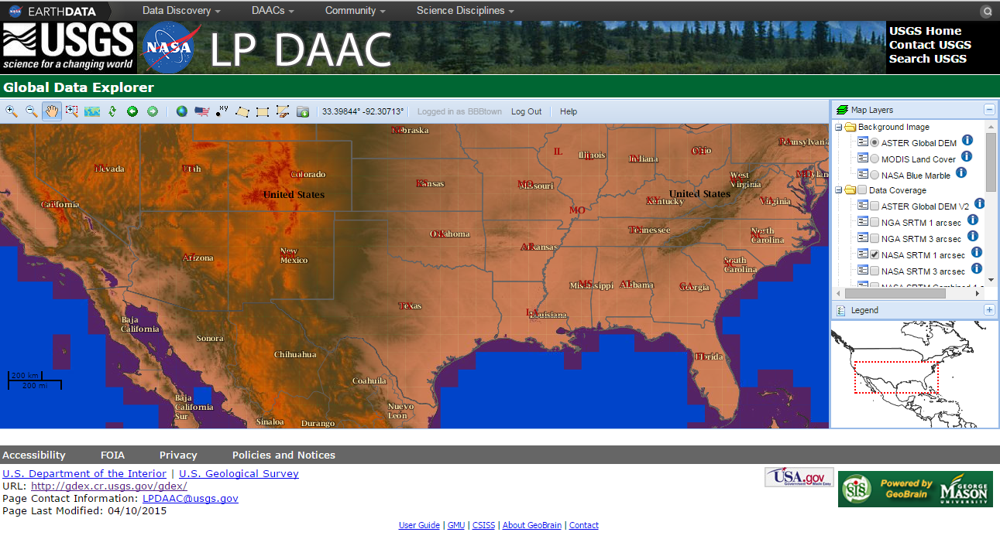 EARTHDATA Data Discovery DAACs Community Science Disciplines
USGS
science for a changing world
NASA
LP DAAC
USGS Home
Contact USGS
Search USGS
Global Data Explorer
xy
33.39844° -92.30713° Logged in as BBBtown Log Out Help
Map Layers
Background Image
ASTER Global DEM
MODIS Land Cover
NASA Blue Marble
Data Coverage
ASTER Global DEM V2
NGA SRTM 1 arcsec
NGA SRTM 3 arcsec
NASA SRTM 1 arcsec
NASA SRTM 3 arcsec
Legend
Nebraska
IL
Illinois
Indiana
Ohio
Pennsylvania
Nevada
Utah
Colorado
Kansas
Missouri
West
Virginia
United States
United States
Kentucky
Virginia
California
MO
Oklahoma
Tennessee
North
Carolina
Arizona
New
Mexico
Arkansas
South
Carolina
Mississippi
Alabama
Georgia
Texas
LA
Louisiana
Baja
California
Sonora
Chihuahua
Florida
200 km
200 mi
Coahuila
Baja
California
Sur
Nuevo
León
Sinaloa
Durango
Accessibility FOIA Privacy Policies and Notices
U.S. Department of the Interior | U.S. Geological Survey
URL: http://gdex.cr.usgs.gov/gdex/
Page Contact Information: LPDAAC@usgs.gov
Page Last Modified: 04/10/2015
USA.gov
Government Made Easy
SIS
Powered by
GeoBrain
GEORGE
MASON
UNIVERSITY
User Guide | GMU | CSISS | About GeoBrain | Contact